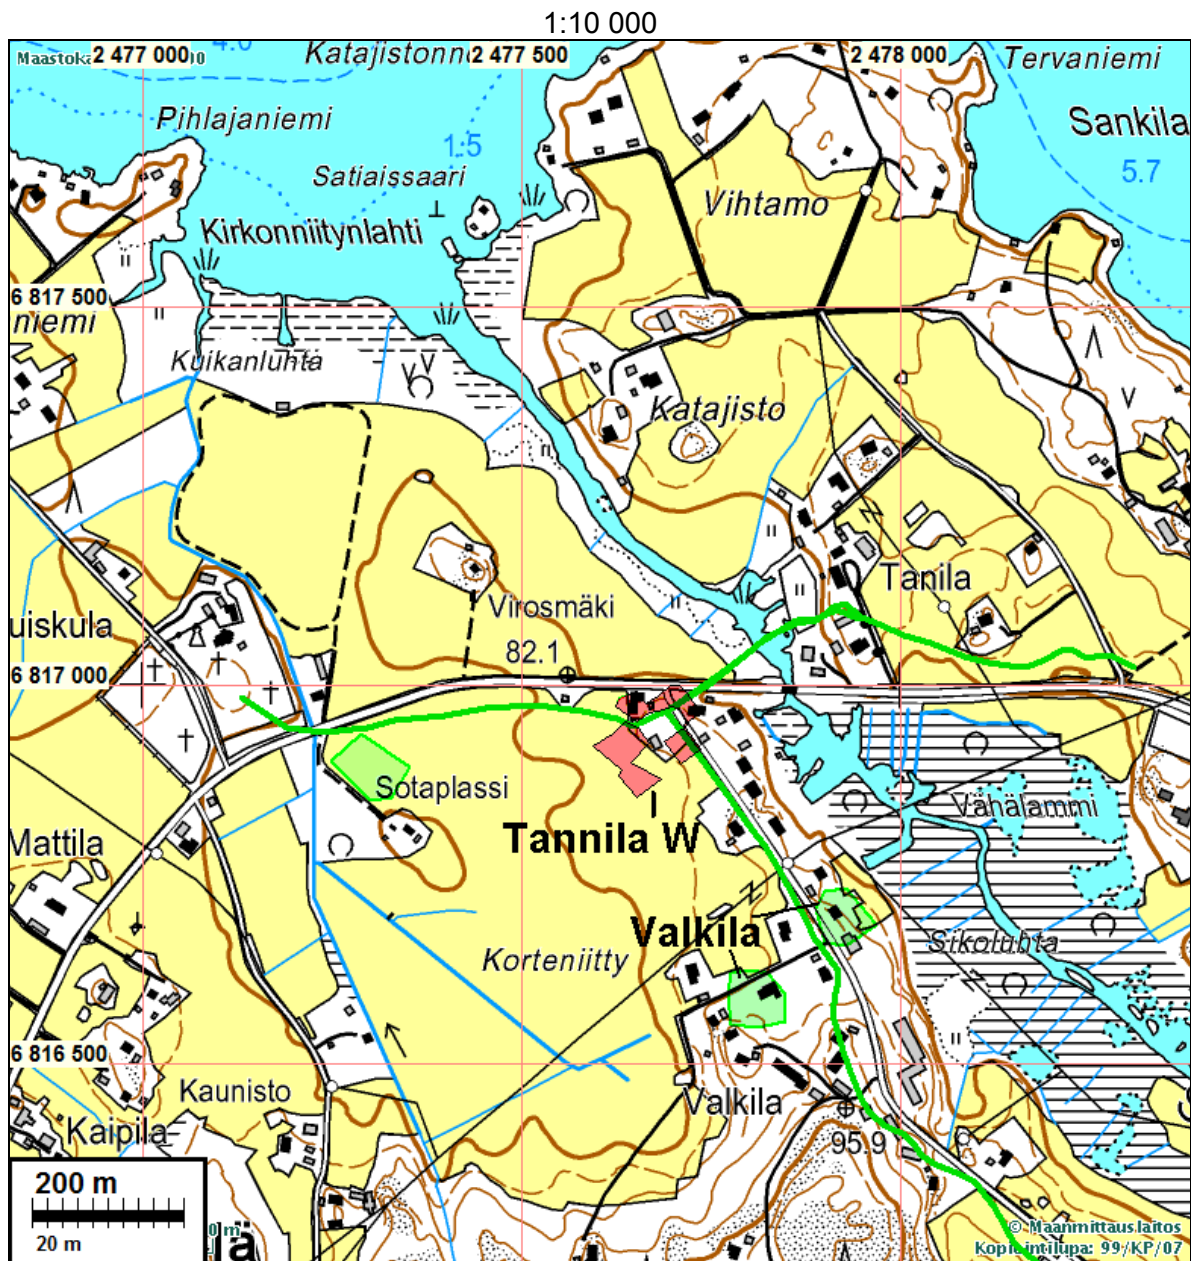 1:10 000
2 477 000
4.0
Katajistonn
2 477 500
2 478 000
Tervaniemi
Pihlajaniemi
1.5
Sankila
5.7
Satiaissaari
Vihtamo
Kirkonniitynlahti
6 817 500
niemi
Kuikanluhta
Katajisto
Tanila
Virosmäki
uiskula
82.1
6 817 000
Sotaplassi
Vähälammi
Tannila W
Mattila
Valkila
Sikoluhta
Korteniitty
6 816 500
Kaunisto
Valkila
Kaipila
95.9
200 m
20 m
0 m
ä
© Maanmittauslaitos
Kopiointilupa: 99/KP/07